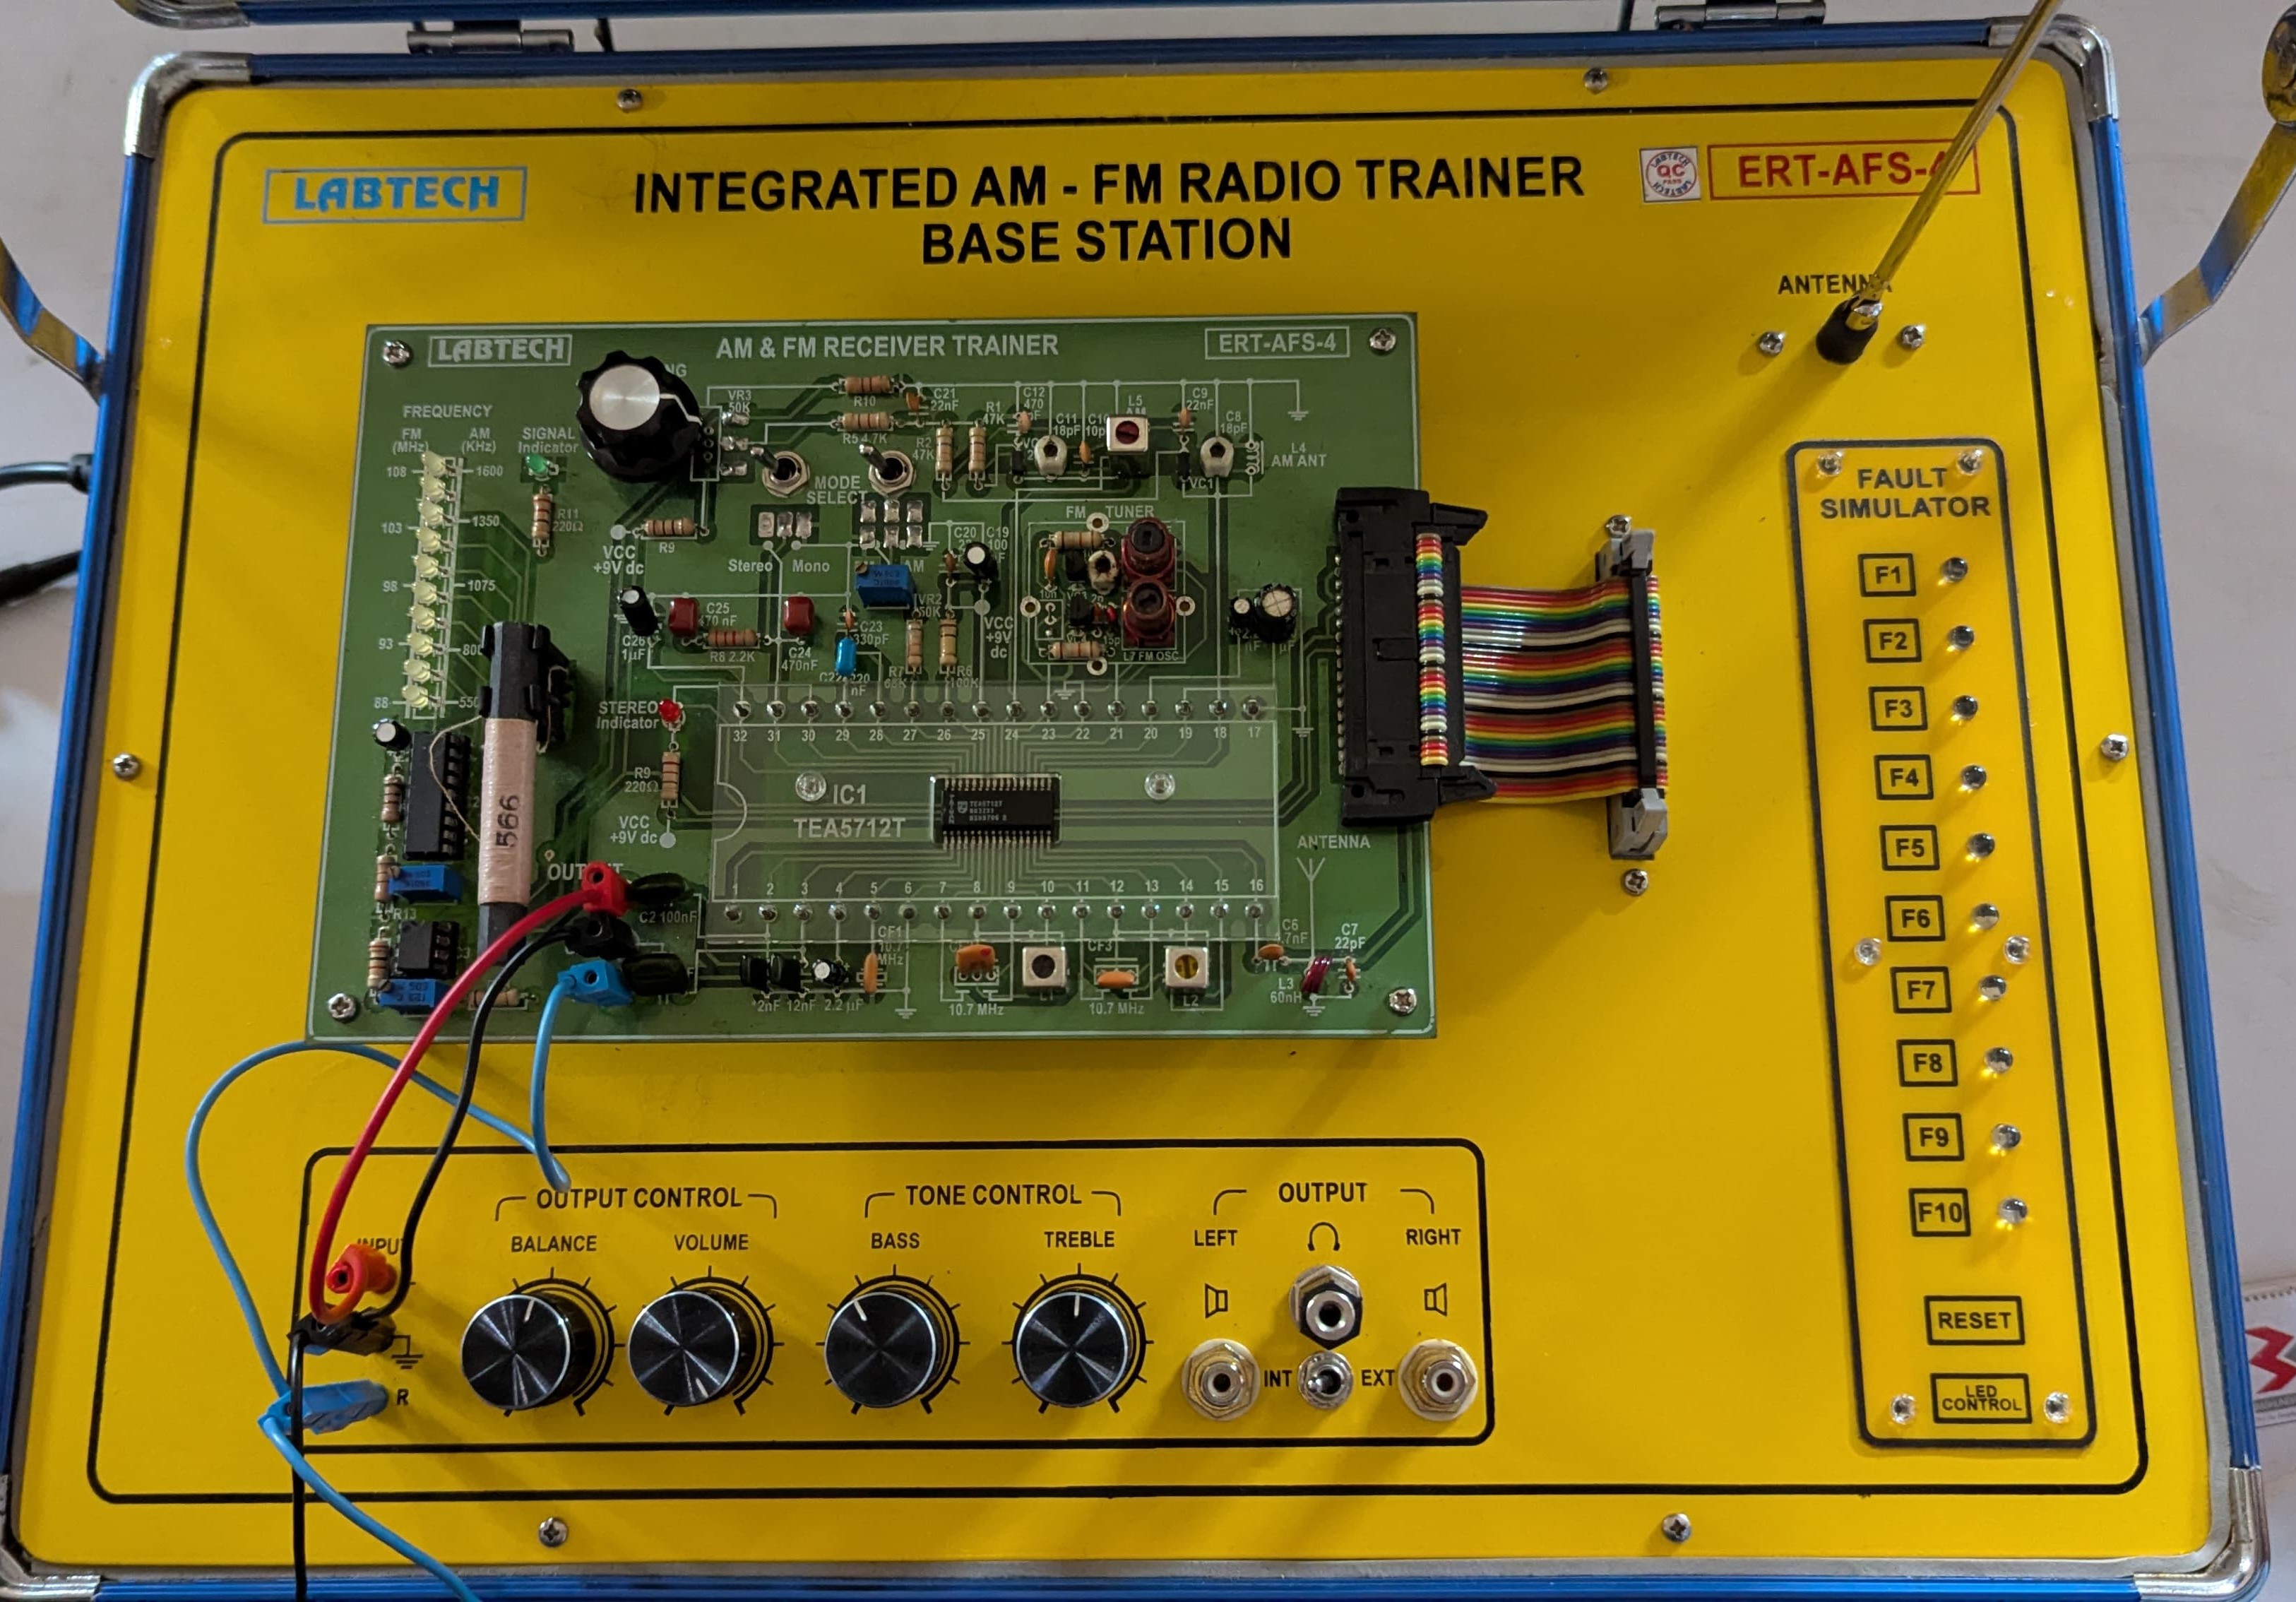 LABTECH
INTEGRATED AM - FM RADIO TRAINER
BASE STATION
LABTECH
QC
PASS
LABTECH
ERT-AFS-4
ANTENNA
LABTECH
AM & FM RECEIVER TRAINER
ERT-AFS-4
FREQUENCY
FM
(MHz)
AM
(KHz)
108
1600
103
1350
98
1075
93
800
88
550
SIGNAL
Indicator
R11
220Ω
NG
VR3
50K
R10
R5 4.7K
C21
22nF
R1
47K
R2
47K
C12
470
C11
18pF
C10
10p
L5
AM
C9
22nF
C8
18pF
L4
AM ANT
VC1
MODE
SELECT
VCC
+9V dc
R9
Stereo
Mono
AM
C20
C19
100
FM TUNER
L7 FM OSC
C26
1µF
C25
470 nF
R8 2.2K
C24
470nF
C23
330pF
VR2
50K
R7
R6
100K
VCC
+9V
dc
STEREO
Indicator
R9
220Ω
VCC
+9V dc
32 31 30 29 28 27 26 25 24 23 22 21 20 19 18 17
IC1
TEA5712T
TEA5712T
1 2 3 4 5 6 7 8 9 10 11 12 13 14 15 16
566
R13
C2 100nF
CF1
10.7
MHz
2nF
12nF
2.2 µF
10.7 MHz
L1
CF3
10.7 MHz
L2
C6
L3
60nH
C7
22pF
ANTENNA
FAULT
SIMULATOR
F1
F2
F3
F4
F5
F6
F7
F8
F9
F10
RESET
LED
CONTROL
INPUT
R
OUTPUT CONTROL
BALANCE
VOLUME
TONE CONTROL
BASS
TREBLE
OUTPUT
LEFT
RIGHT
INT
EXT